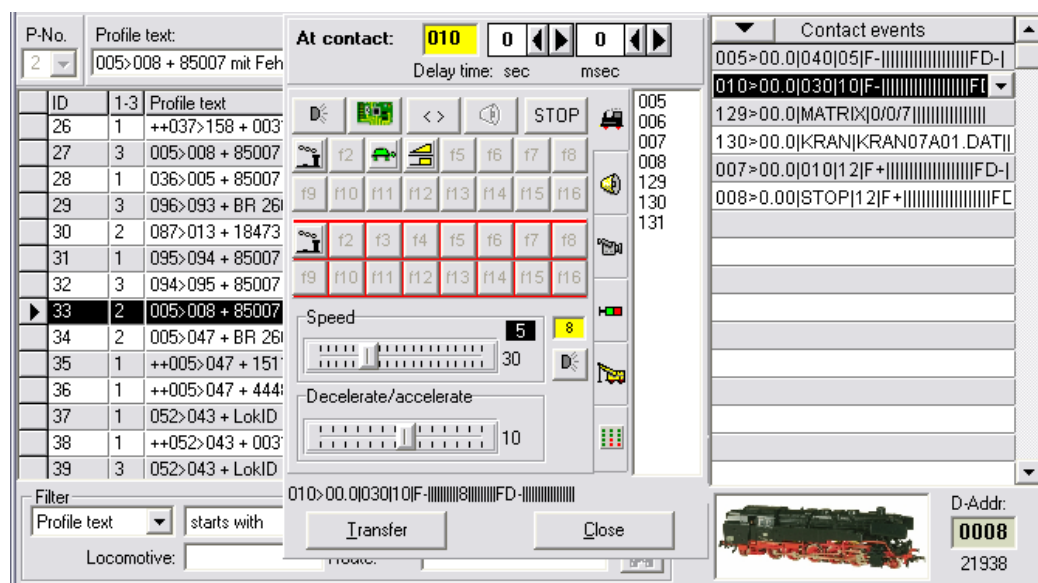 P-No.
Profile text:
2
005>008 + 85007 mit Feh
ID 1-3 Profile text
26 1 ++037>158 + 003
27 3 005>008 + 85007
28 1 036>005 + 85007
29 3 096>093 + BR 26
30 2 087>013 + 18473
31 1 095>094 + 85007
32 3 094>095 + 85007
33 2 005>008 + 85007
34 2 005>047 + BR 26
35 1 ++005>047 + 151
36 1 ++005>047 + 444
37 1 052>043 + LokID
38 1 ++052>043 + 003
39 3 052>043 + LokID
Filter
Profile text
starts with
Locomotive:
At contact: 010 0 0
Delay time: sec msec
< > STOP
f2 f5 f6 f7 f8
f9 f10 f11 f12 f13 f14 f15 f16
f2 f3 f4 f5 f6 f7 f8
f9 f10 f11 f12 f13 f14 f15 f16
Speed
5
8
30
Decelerate/accelerate
10
005
006
007
008
129
130
131
010>00.0|030|10|F-||||||||8||||||||FD-|||||||||||||||
Transfer
Close
Contact events
005>00.0|040|05|F-||||||||||||||||||FD-|
010>00.0|030|10|F-||||||||||||||||||F
129>00.0|MATRIX|0/0/7|||||||||||||||
130>00.0|KRAN|KRAN07A01.DAT||
007>00.0|010|12|F+||||||||||||||||||FD-|
008>0.00|STOP|12|F+||||||||||||||||||F
D-Addr:
0008
21938